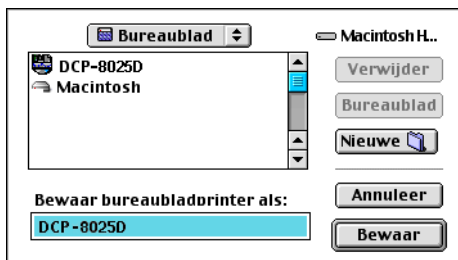 Bureaublad
Macintosh H...
DCP-8025D
Macintosh
Verwijder
Bureaublad
Nieuwe
Bewaar bureaubladprinter als:
DCP-8025D
Annuleer
Bewaar